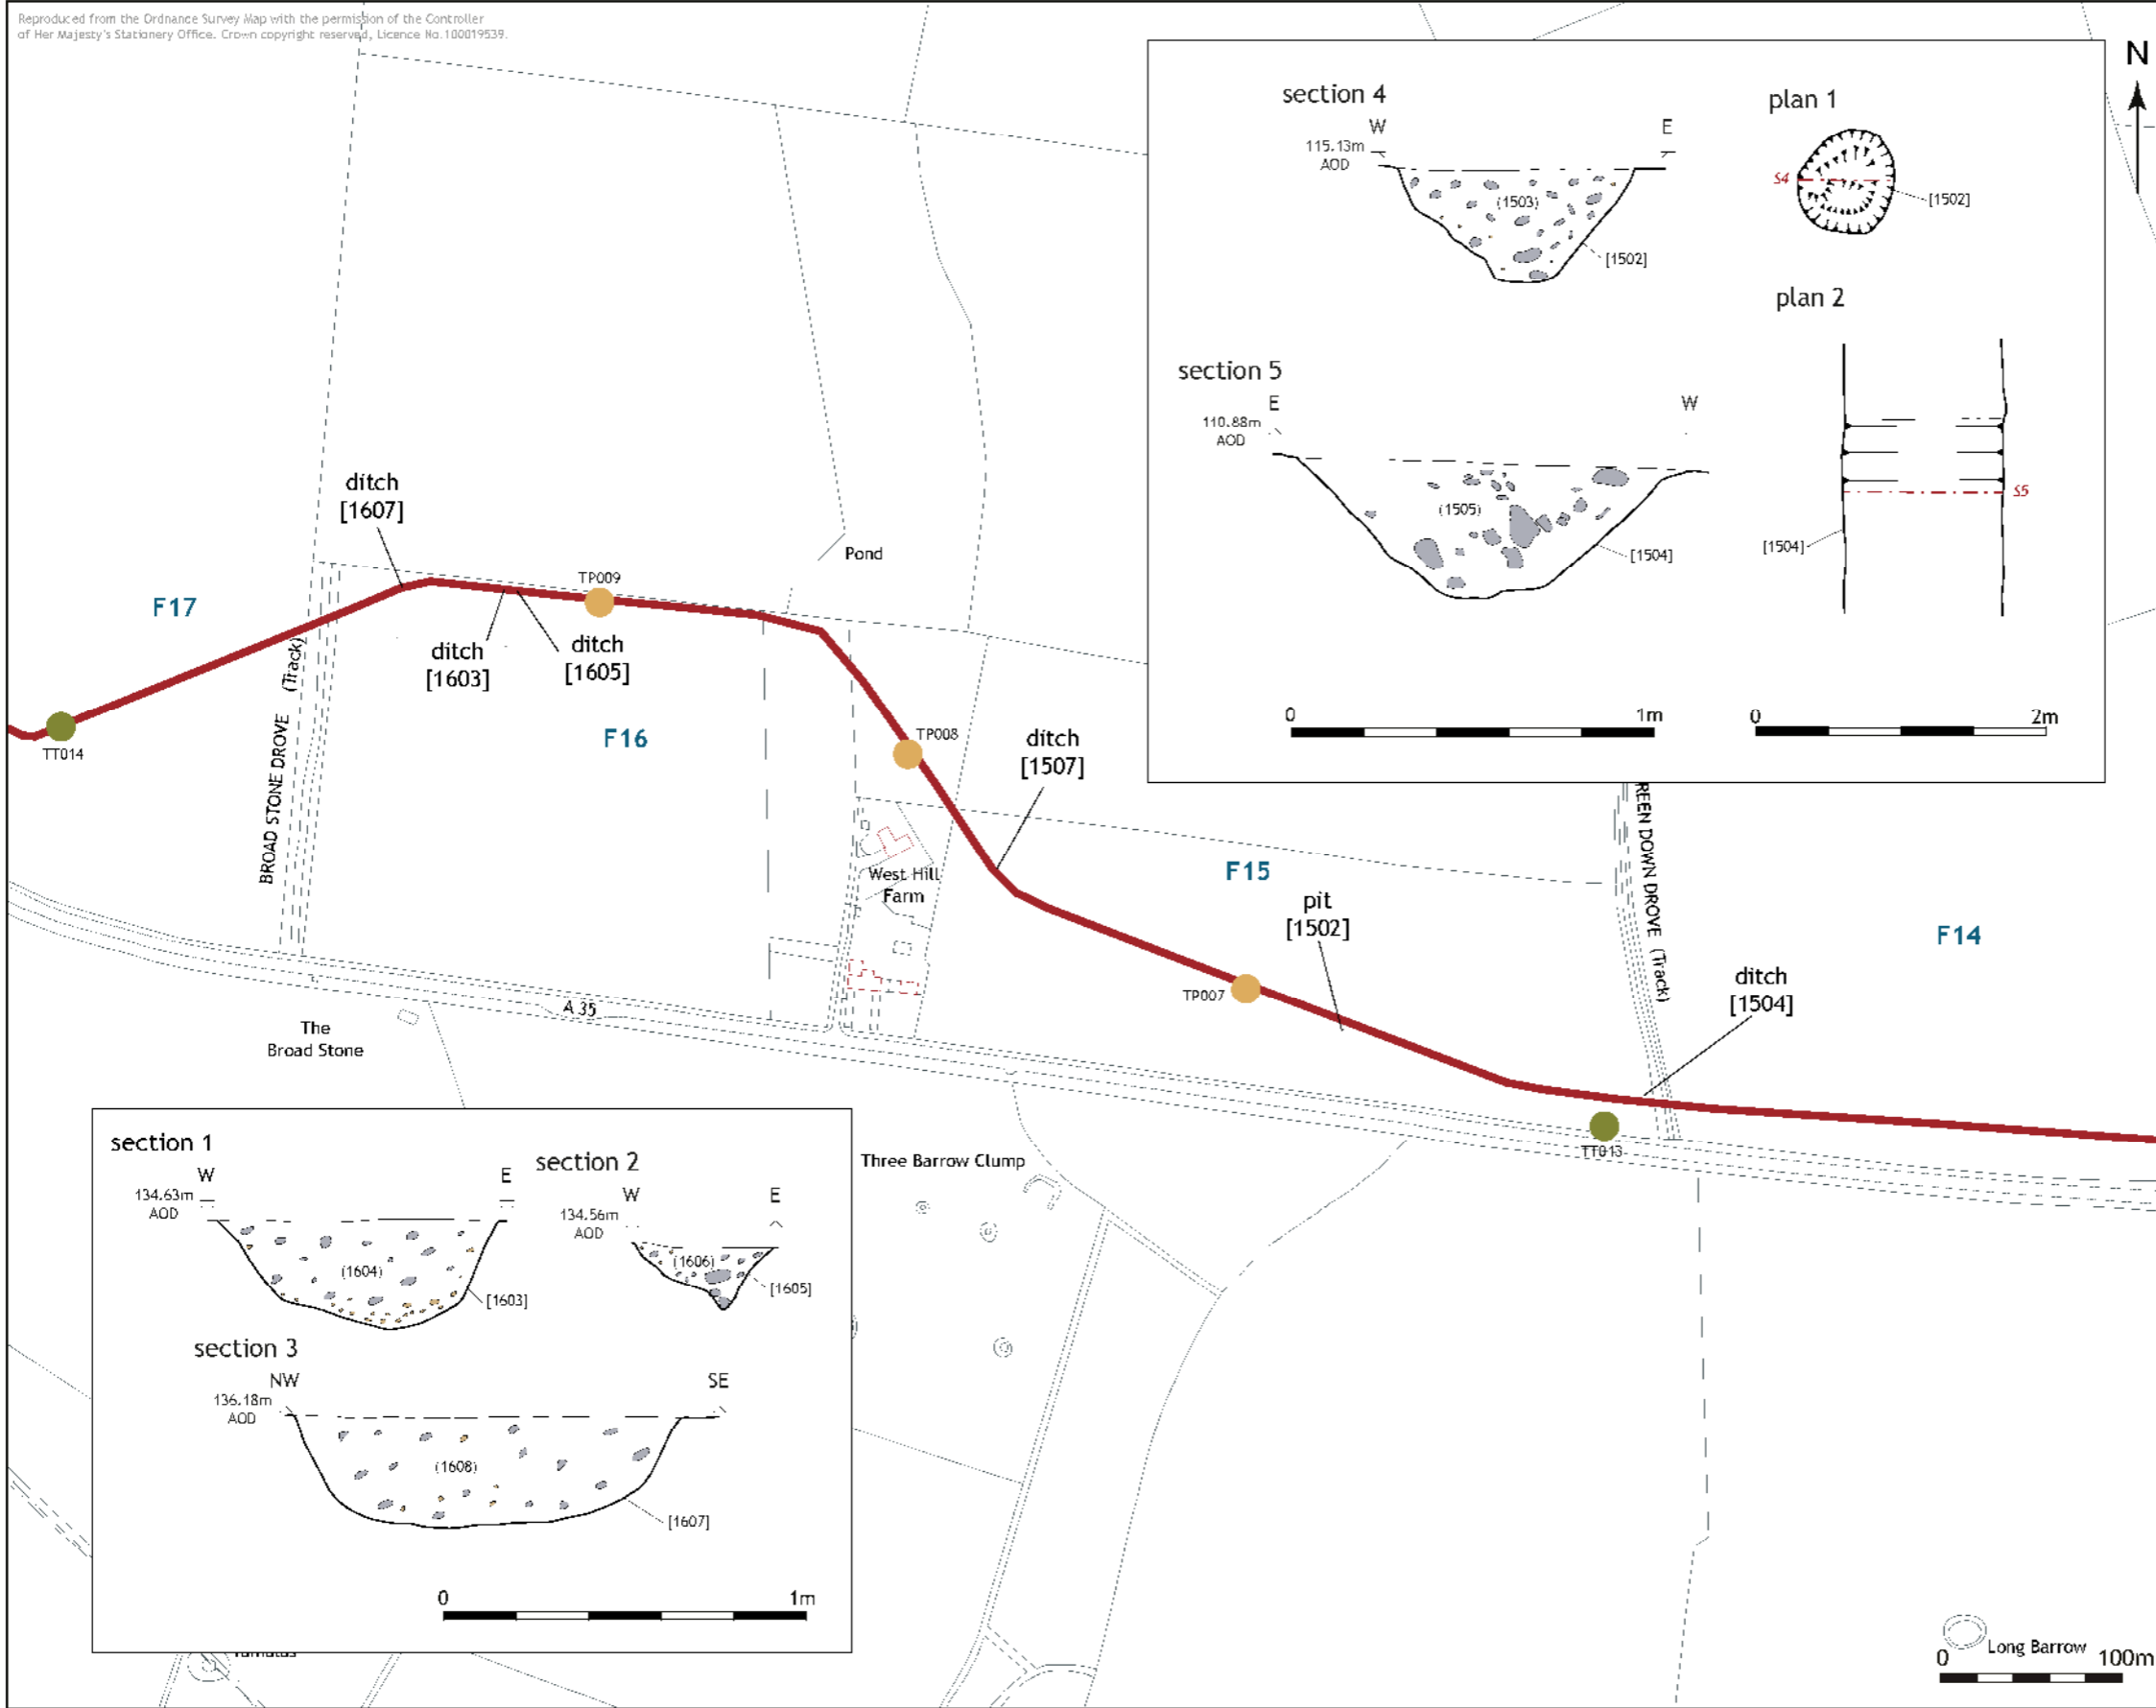 Reproduced from the Ordnance Survey Map with the permission of the Controller
of Her Majesty's Stationery Office. Crown copyright reserved, Licence No.100019539.
N
section 4
W
E
115.13m
AOD
(1503)
[1502]
plan 1
S4
[1502]
plan 2
S5
[1504]
section 5
E
W
110.88m
AOD
(1505)
[1504]
0
1m
0
2m
ditch
[1607]
Pond
TP009
F17
ditch
[1603]
ditch
[1605]
BROAD STONE DROVE (Track)
F16
TT014
TP008
ditch
[1507]
West Hill
Farm
F15
pit
[1502]
REEN DOWN DROVE (Track)
F14
TP007
ditch
[1504]
A 35
The
Broad Stone
TT013
Three Barrow Clump
section 1
W
E
134.63m
AOD
(1604)
[1603]
section 2
W
E
134.56m
AOD
(1606)
[1605]
section 3
NW
SE
136.18m
AOD
(1608)
[1607]
0
1m
Long Barrow
0
100m